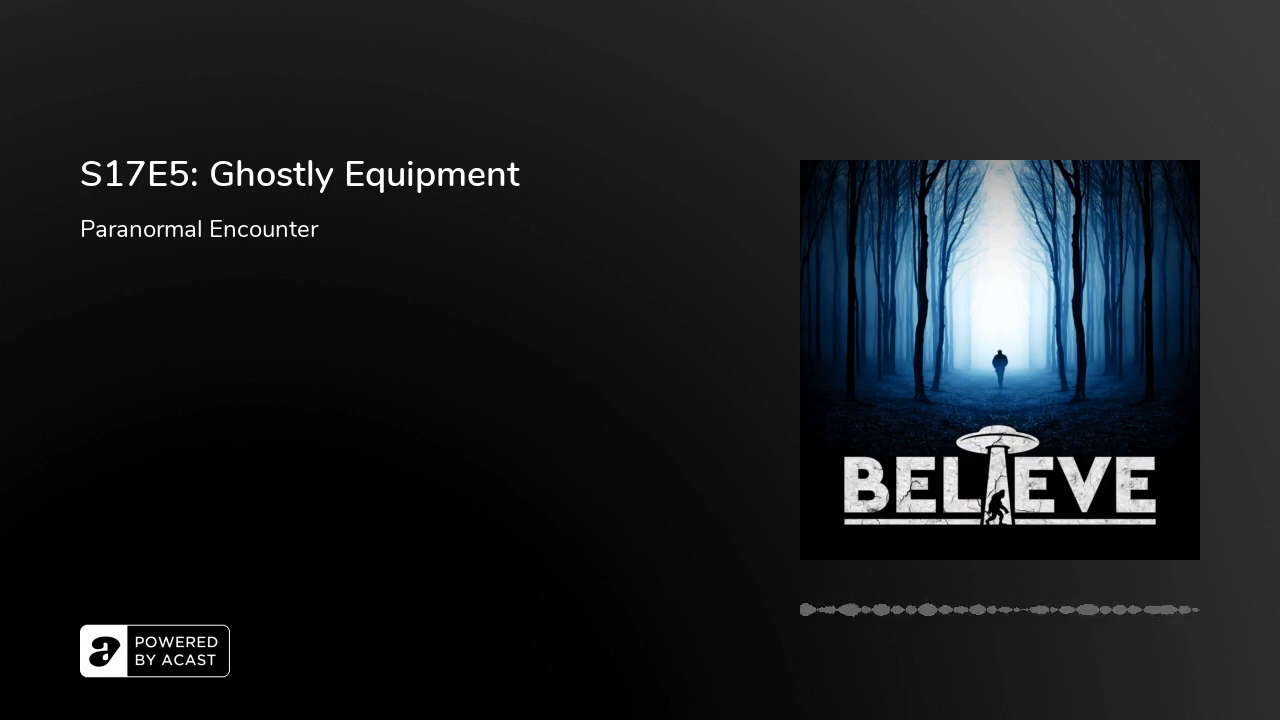 S17E5: Ghostly Equipment
Paranormal Encounter
BELIEVE
POWERED
BY ACAST